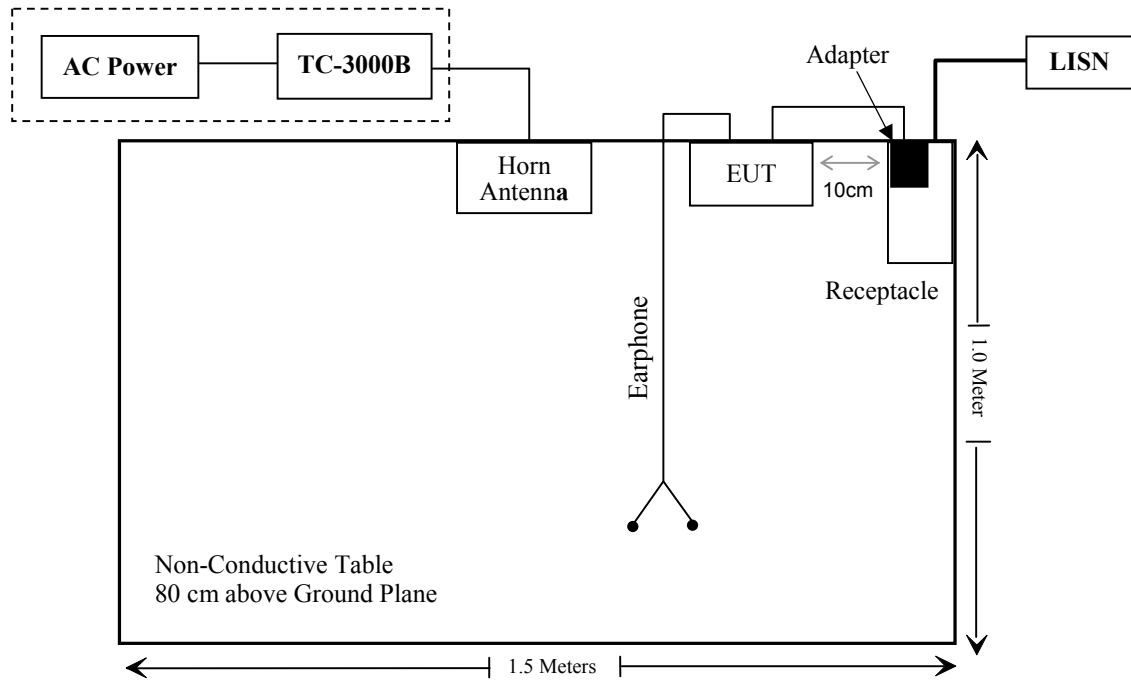 AC Power
TC-3000B
Adapter
LISN
Horn
Antenna
EUT
10cm
Receptacle
Earphone
1.0 Meter
Non-Conductive Table
80 cm above Ground Plane
1.5 Meters